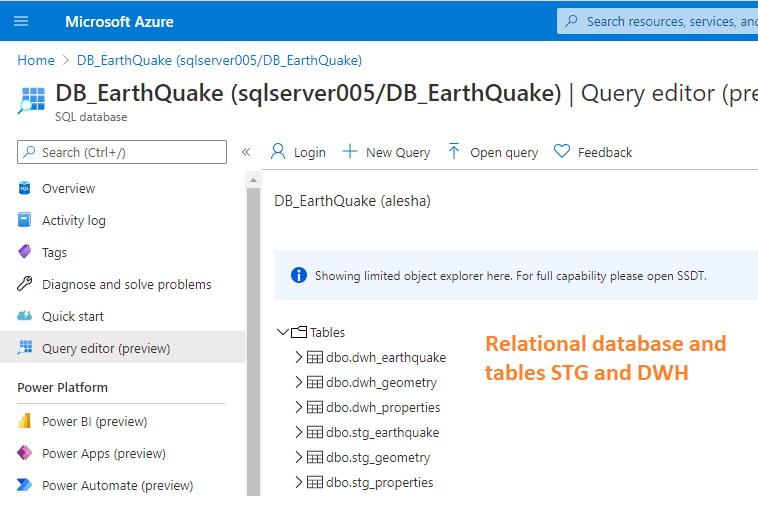 Microsoft Azure
Search resources, services, and
Home > DB_EarthQuake (sqlserver005/DB_EarthQuake)
DB_EarthQuake (sqlserver005/DB_EarthQuake) | Query editor (pre
SQL database
Search (Ctrl+/)
«
Login
New Query
Open query
Feedback
Overview
Activity log
Tags
Diagnose and solve problems
Quick start
Query editor (preview)
Power Platform
Power BI (preview)
Power Apps (preview)
Power Automate (preview)
DB_EarthQuake (alesha)
Showing limited object explorer here. For full capability please open SSDT.
Tables
dbo.dwh_earthquake
dbo.dwh_geometry
dbo.dwh_properties
dbo.stg_earthquake
dbo.stg_geometry
dbo.stg_properties
Relational database and
tables STG and DWH